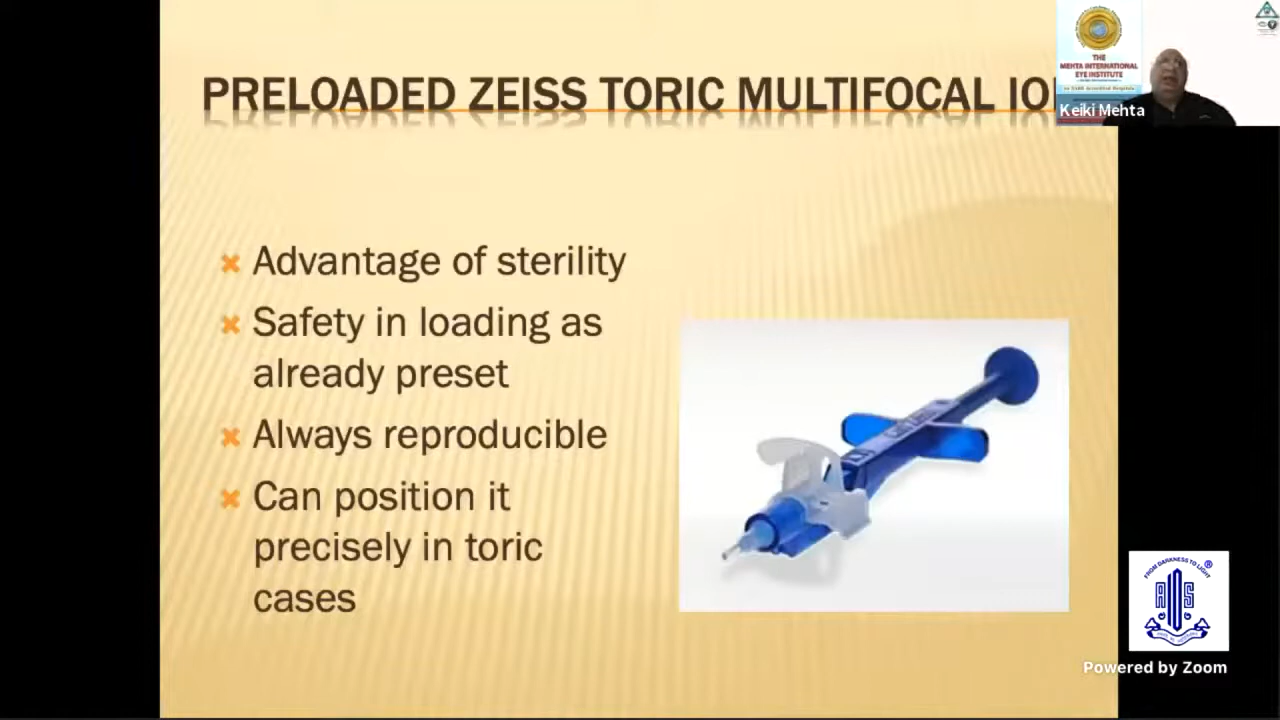 PRELOADED ZEISS TORIC MULTIFOCAL IO
THE
MEHTA INTERNATIONAL
EYE INSTITUTE
Keiki Mehta
Advantage of sterility
Safety in loading as
already preset
Always reproducible
Can position it
precisely in toric
cases
FROM DARKNESS TO LIGHT
®
Powered by Zoom